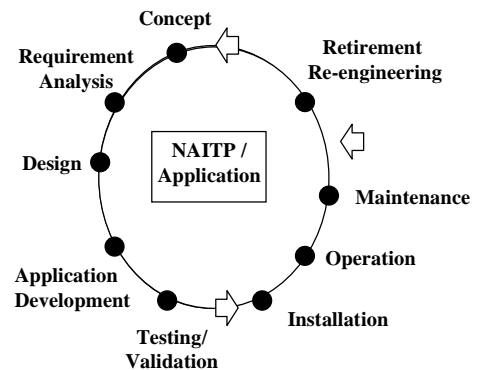 Concept
Requirement
Analysis
Design
Application
Development
Testing/
Validation
Installation
Operation
Maintenance
Retirement
Re-engineering
NAITP /
Application